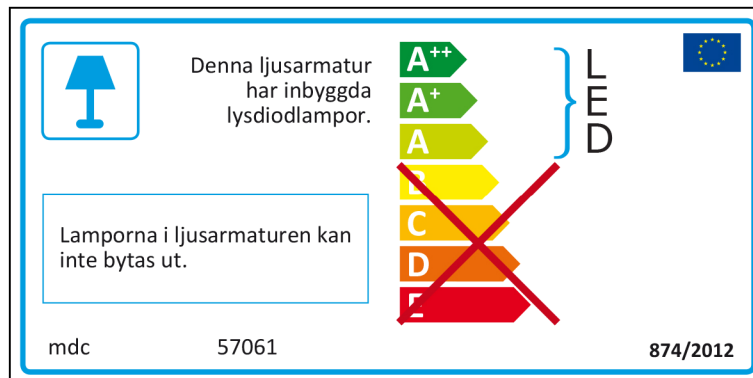 Denna ljusarmatur
har inbyggda
lysdiodlampor.
A++
A+
A
B
C
D
E
L
E
D
Lamporna i ljusarmaturen kan
inte bytas ut.
mdc 57061
874/2012